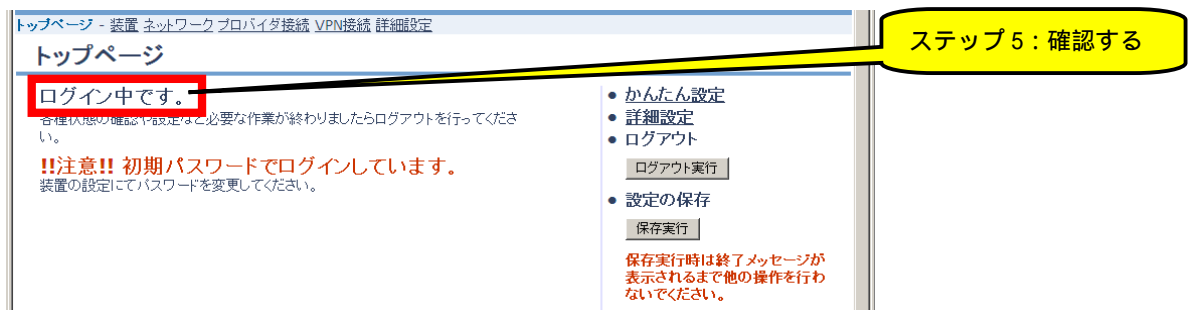 トップページ - 装置 ネットワーク プロバイダ接続 VPN接続 詳細設定
トップページ
ステップ5：確認する
ログイン中です。
各種状態の確認や設定など必要な作業が終わりましたらログアウトを行ってくださ
い。
!!注意!! 初期パスワードでログインしています。
装置の設定にてパスワードを変更してください。
● かんたん設定
● 詳細設定
● ログアウト
ログアウト実行
● 設定の保存
保存実行
保存実行時は終了メッセージが
表示されるまで他の操作を行わ
ないでください。